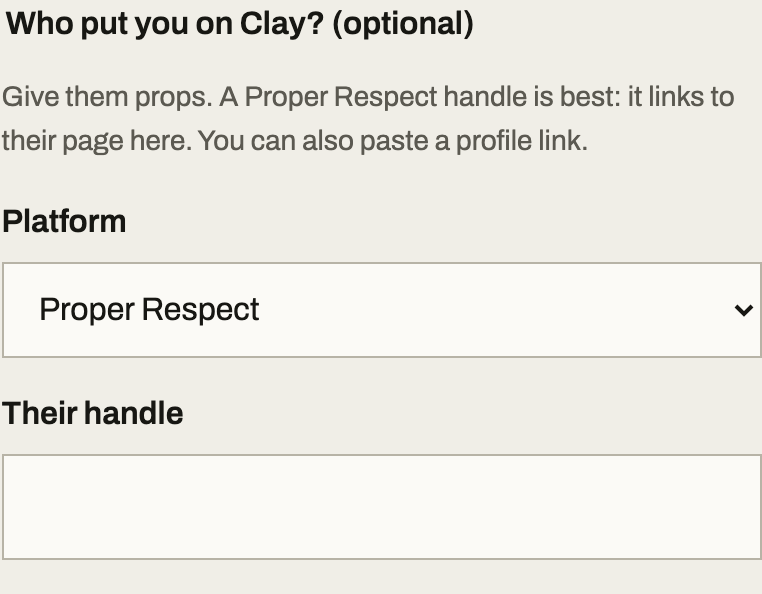 Who put you on Clay? (optional)
Give them props. A Proper Respect handle is best: it links to
their page here. You can also paste a profile link.
Platform
Proper Respect
Their handle